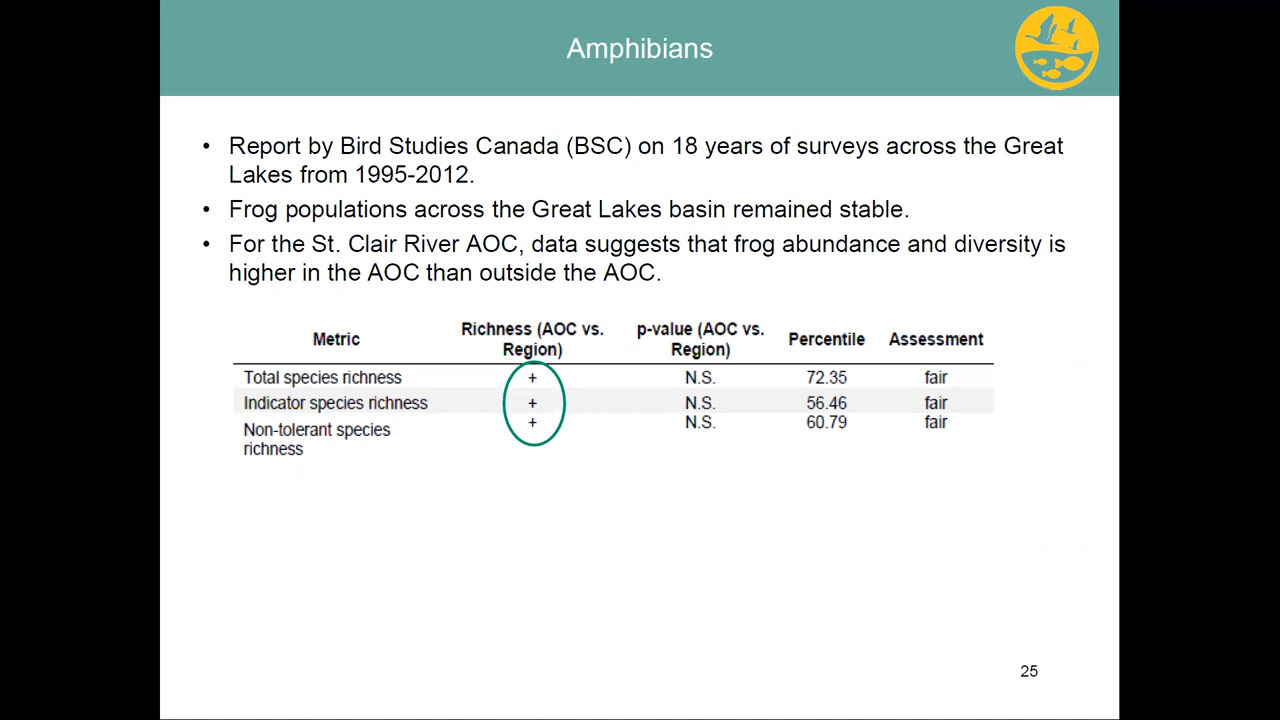 Amphibians
• Report by Bird Studies Canada (BSC) on 18 years of surveys across the Great
Lakes from 1995-2012.
• Frog populations across the Great Lakes basin remained stable.
• For the St. Clair River AOC, data suggests that frog abundance and diversity is
higher in the AOC than outside the AOC.
Metric Richness (AOC vs. Region) p-value (AOC vs. Region) Percentile Assessment
Total species richness + N.S. 72.35 fair
Indicator species richness + N.S. 56.46 fair
Non-tolerant species richness + N.S. 60.79 fair
25